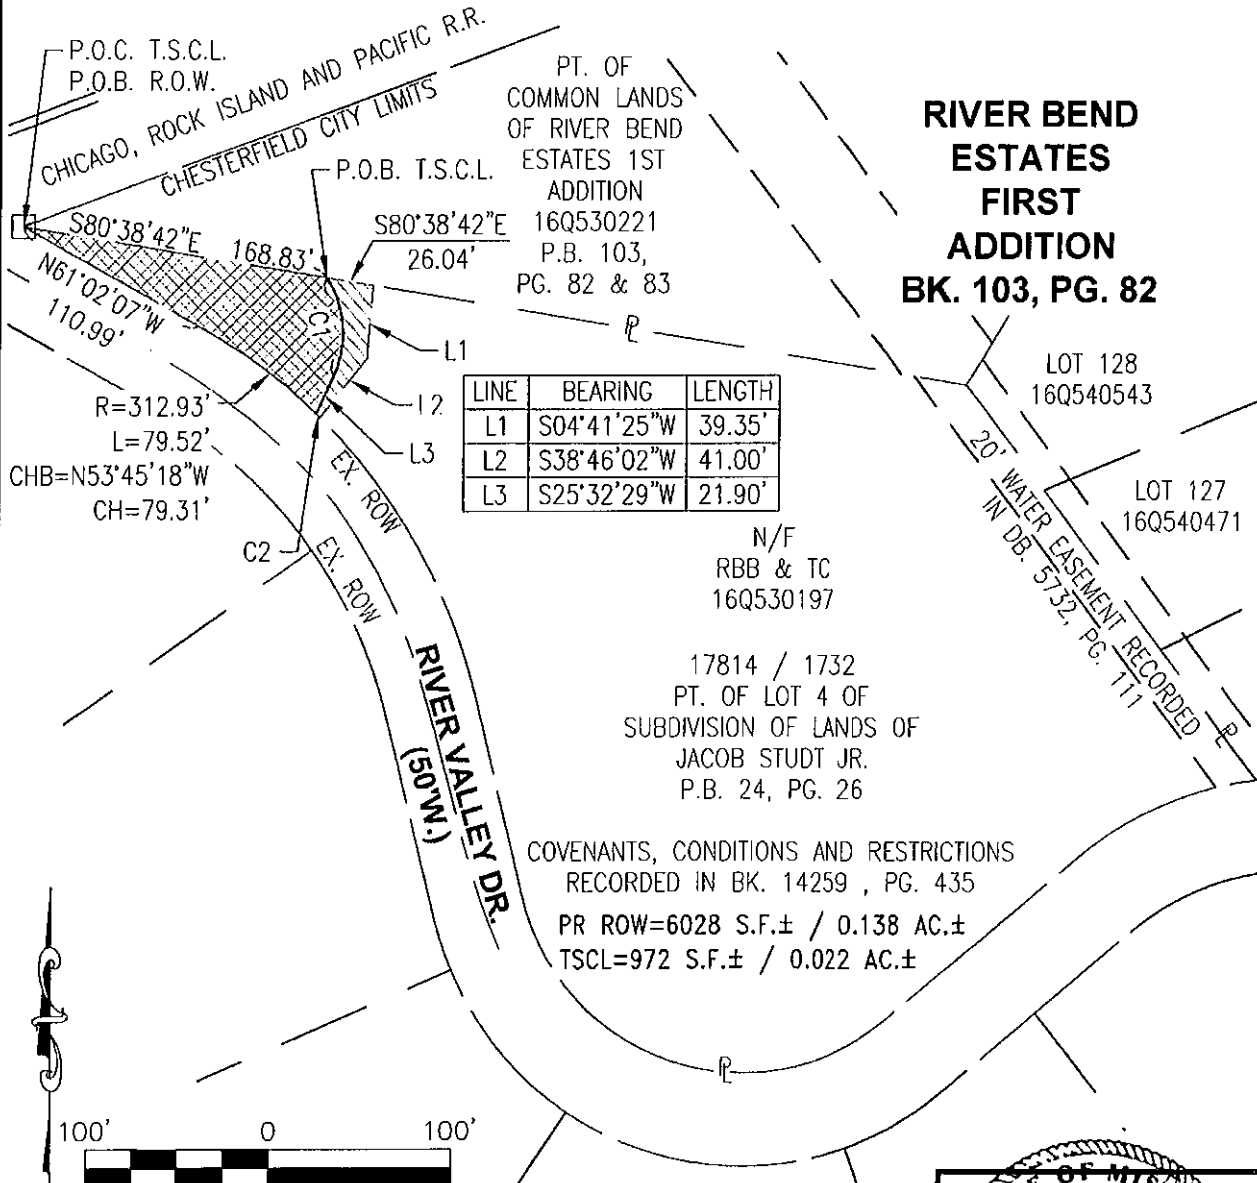 P.O.C. T.S.C.L.
P.O.B. R.O.W.
CHICAGO, ROCK ISLAND AND PACIFIC R.R.
CHESTERFIELD CITY LIMITS
P.O.B. T.S.C.L.
S80°38'42"E
168.83'
S80°38'42"E
26.04'
N61°02'07"W
110.99'
C1
L1
L2
L3
R=312.93'
L=79.52'
CHB=N53°45'18"W
CH=79.31'
C2
PT. OF
COMMON LANDS
OF RIVER BEND
ESTATES 1ST
ADDITION
16Q530221
P.B. 103,
PG. 82 & 83
RIVER BEND
ESTATES
FIRST
ADDITION
BK. 103, PG. 82
PL
LOT 128
16Q540543
LOT 127
16Q540471
LINE BEARING LENGTH
L1 S04°41'25"W 39.35'
L2 S38°46'02"W 41.00'
L3 S25°32'29"W 21.90'
20' WATER EASEMENT RECORDED
IN DB. 5732, PG. 111
PL
EX. ROW
EX. ROW
N/F
RBB & TC
16Q530197
17814 / 1732
PT. OF LOT 4 OF
SUBDIVISION OF LANDS OF
JACOB STUDT JR.
P.B. 24, PG. 26
RIVER VALLEY DR.
(50'W.)
COVENANTS, CONDITIONS AND RESTRICTIONS
RECORDED IN BK. 14259 , PG. 435
PR ROW=6028 S.F.± / 0.138 AC.±
TSCL=972 S.F.± / 0.022 AC.±
PL
100' 0 100'
OF